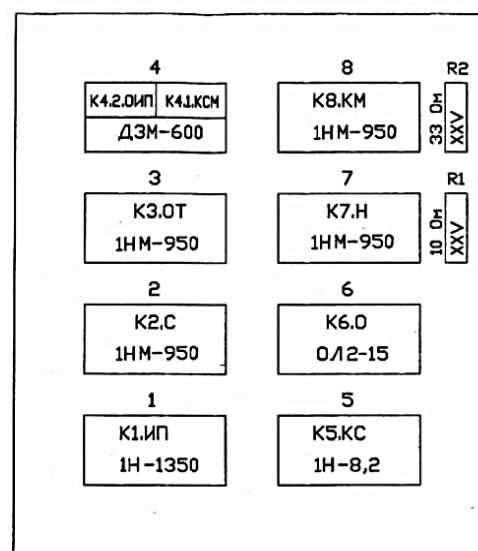 4
К4.2.ОИП К4.1.КСМ
ДЗМ-600
8
К8.КМ
1НМ-950
R2
33 Ом
XXV
3
К3.ОТ
1НМ-950
7
К7.Н
1НМ-950
R1
10 Ом
XXV
2
К2.С
1НМ-950
6
К6.О
ОЛ2-15
1
К1.ИП
1Н-1350
5
К5.КС
1Н-8,2